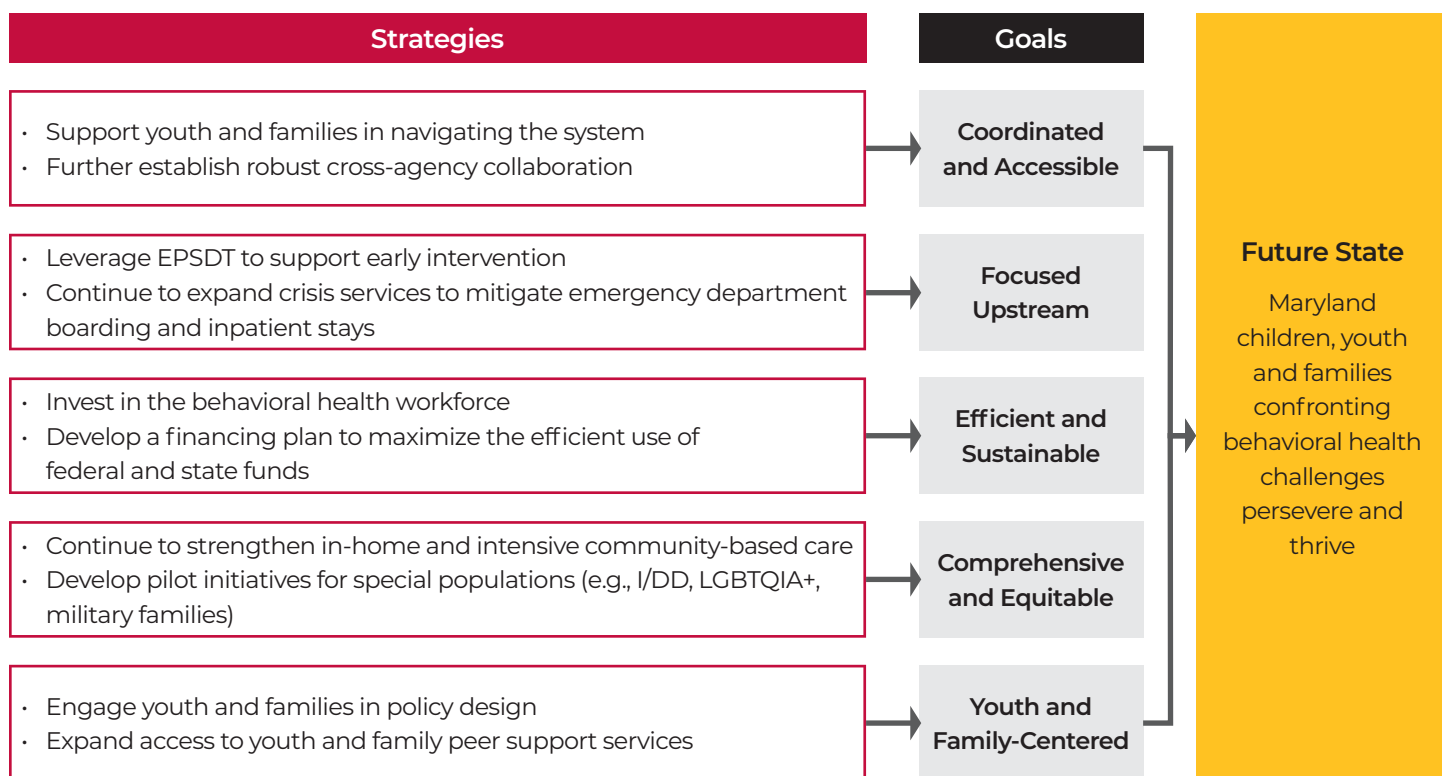 Strategies
Goals
• Support youth and families in navigating the system
• Further establish robust cross-agency collaboration
Coordinated
and Accessible
• Leverage EPSDT to support early intervention
• Continue to expand crisis services to mitigate emergency department
boarding and inpatient stays
Focused
Upstream
• Invest in the behavioral health workforce
• Develop a financing plan to maximize the efficient use of
federal and state funds
Efficient and
Sustainable
• Continue to strengthen in-home and intensive community-based care
• Develop pilot initiatives for special populations (e.g., I/DD, LGBTQIA+,
military families)
Comprehensive
and Equitable
• Engage youth and families in policy design
• Expand access to youth and family peer support services
Youth and
Family-Centered
Future State
Maryland
children, youth
and families
confronting
behavioral health
challenges
persevere and
thrive